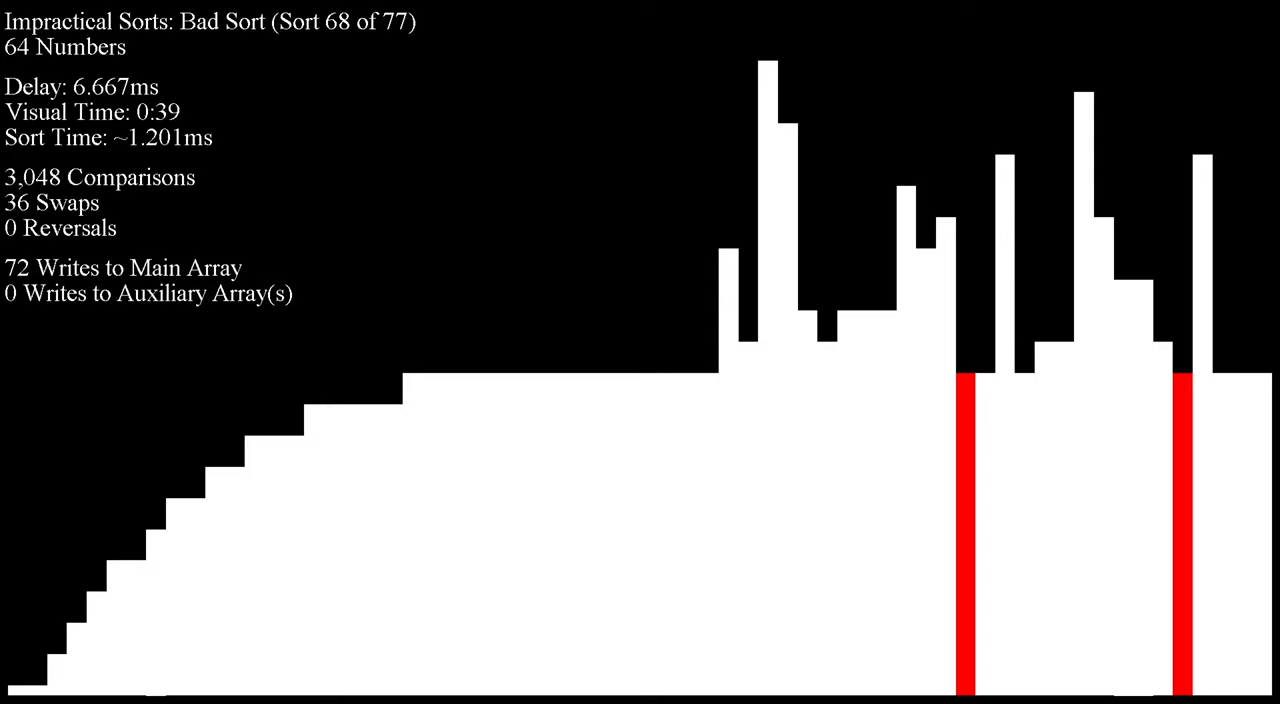 Impractical Sorts: Bad Sort (Sort 68 of 77)
64 Numbers
Delay: 6.667ms
Visual Time: 0:39
Sort Time: ~1.201ms
3,048 Comparisons
36 Swaps
0 Reversals
72 Writes to Main Array
0 Writes to Auxiliary Array(s)